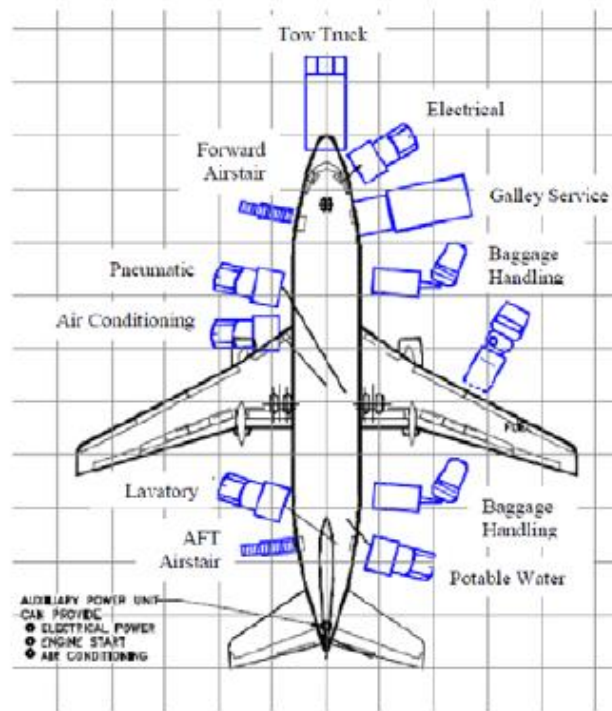 Tow Truck
Electrical
Forward
Airstair
Galley Service
Pneumatic
Baggage
Handling
Air Conditioning
FUEL
Lavatory
Baggage
Handling
AFT
Airstair
Potable Water
AUXILIARY POWER UNIT
CAN PROVIDE
ELECTRICAL POWER
ENGINE START
AIR CONDITIONING